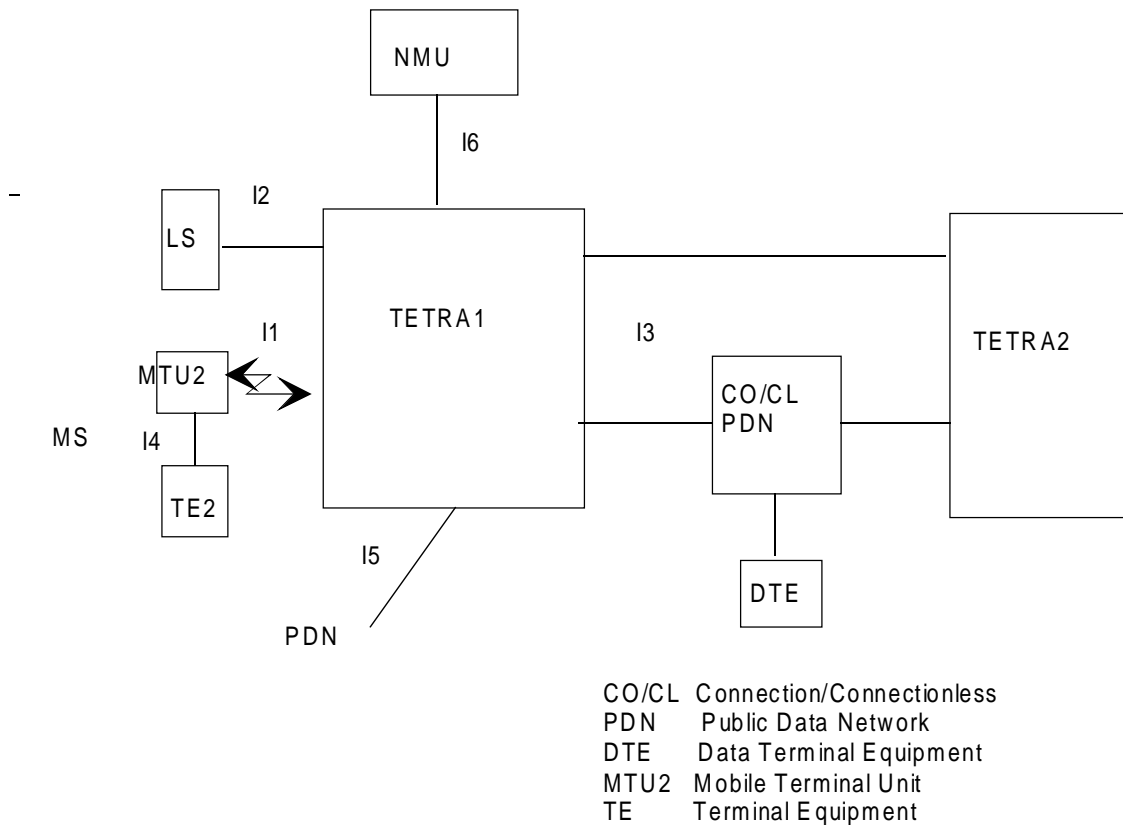 NMU
I6
I2
LS
TETRA1
I1
I3
TETRA2
MTU2
CO/CL
PDN
MS
I4
TE2
I5
DTE
PDN
CO/CL Connection/Connectionless
PDN Public Data Network
DTE Data Terminal Equipment
MTU2 Mobile Terminal Unit
TE Terminal Equipment